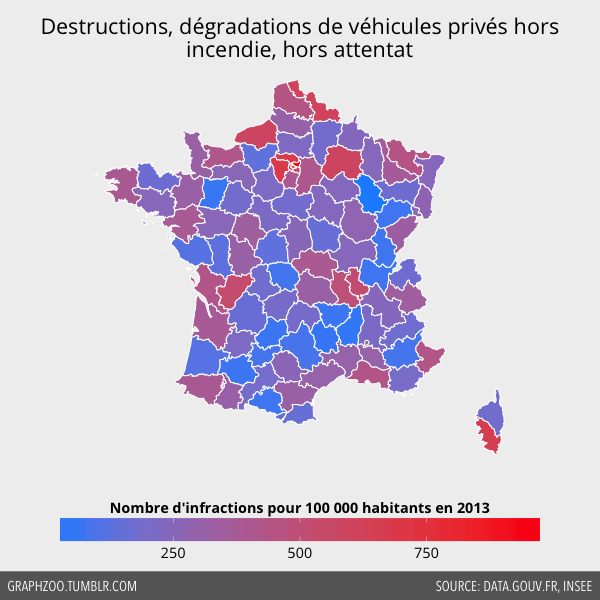 Destructions, dégradations de véhicules privés hors
incendie, hors attentat
Nombre d'infractions pour 100 000 habitants en 2013
250 500 750
GRAPHZOO.TUMBLR.COM SOURCE: DATA.GOUV.FR, INSEE